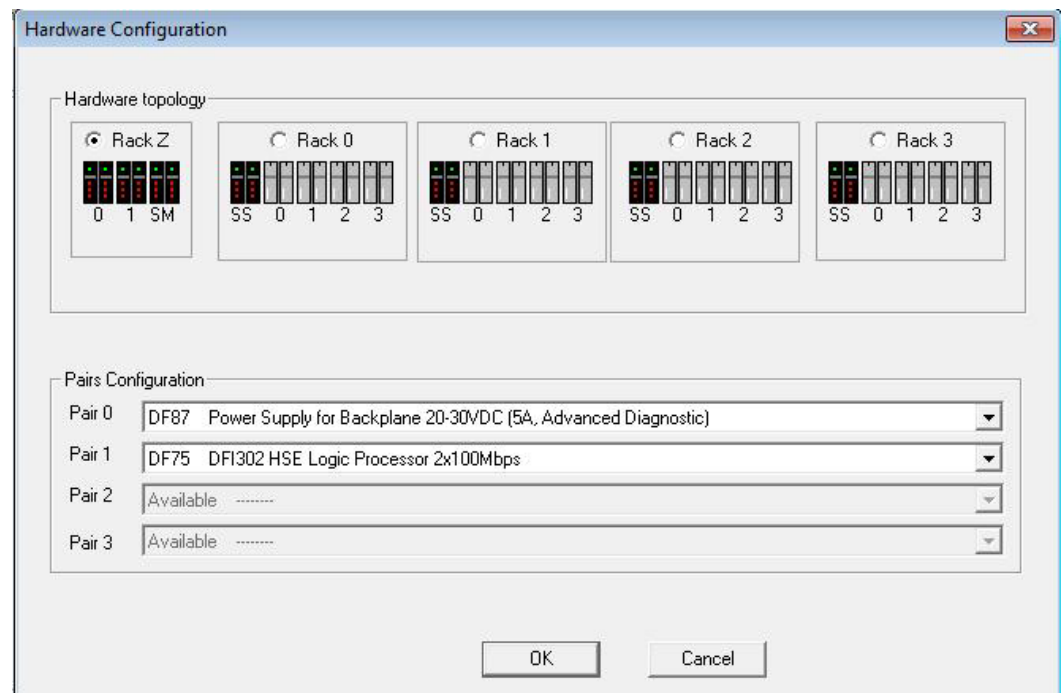 Hardware Configuration
Hardware topology
Rack Z Rack 0 Rack 1 Rack 2 Rack 3
0 1 SM SS 0 1 2 3 SS 0 1 2 3 SS 0 1 2 3 SS 0 1 2 3
Pairs Configuration
Pair 0 DF87 Power Supply for Backplane 20-30VDC (5A, Advanced Diagnostic)
Pair 1 DF75 DFI302 HSE Logic Processor 2x100Mbps
Pair 2 Available --------
Pair 3 Available --------
OK Cancel